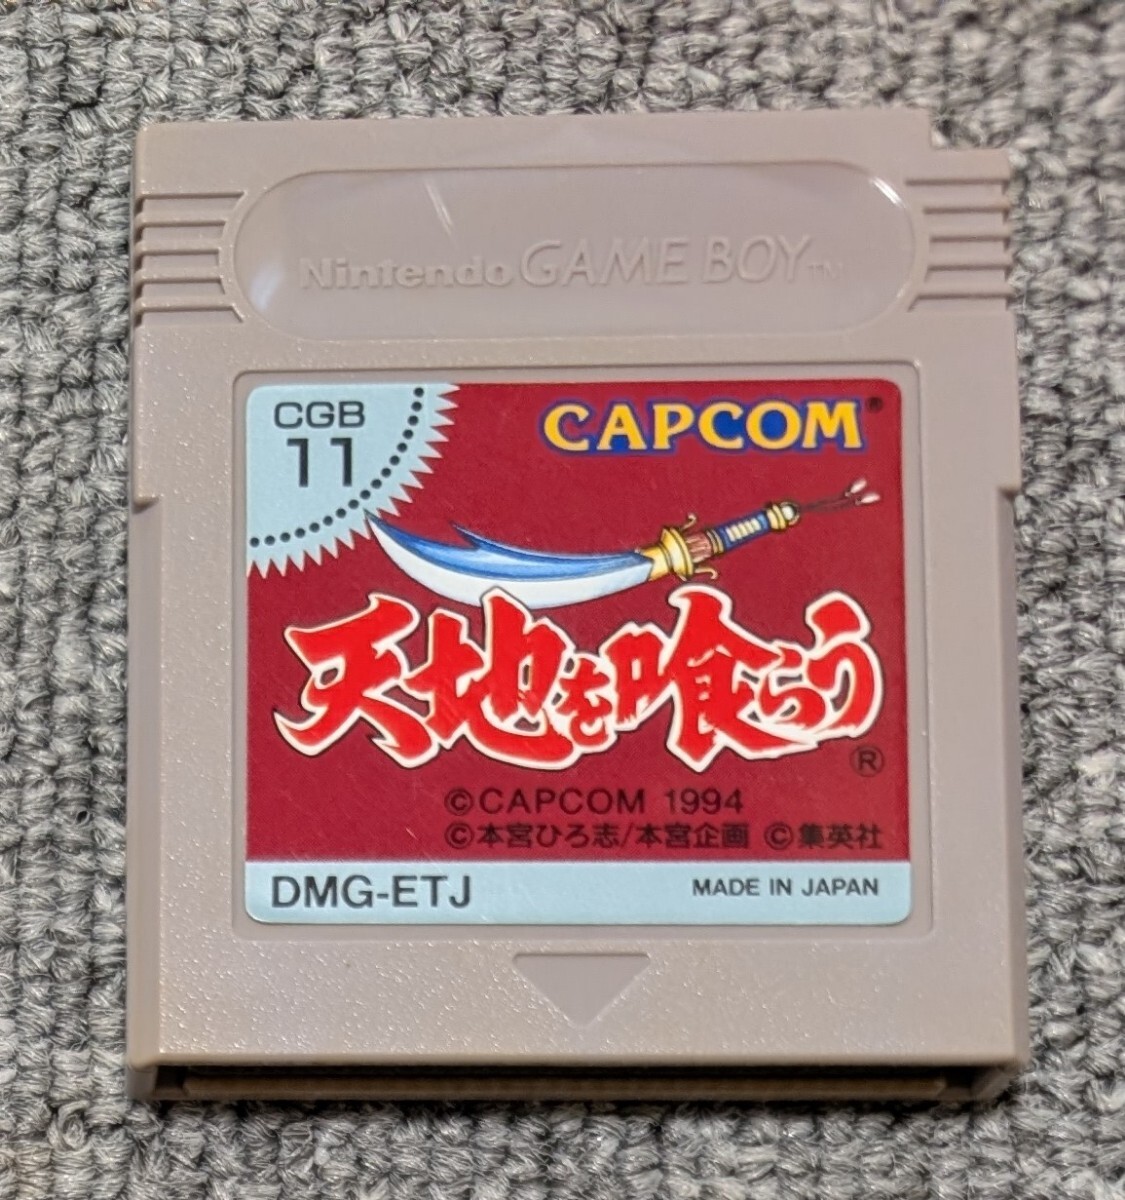 Nintendo GAME BOY TM
CGB
11
CAPCOM®
天地を喰らう
®
©CAPCOM 1994
©本宮ひろ志/本宮企画 ©集英社
DMG-ETJ
MADE IN JAPAN